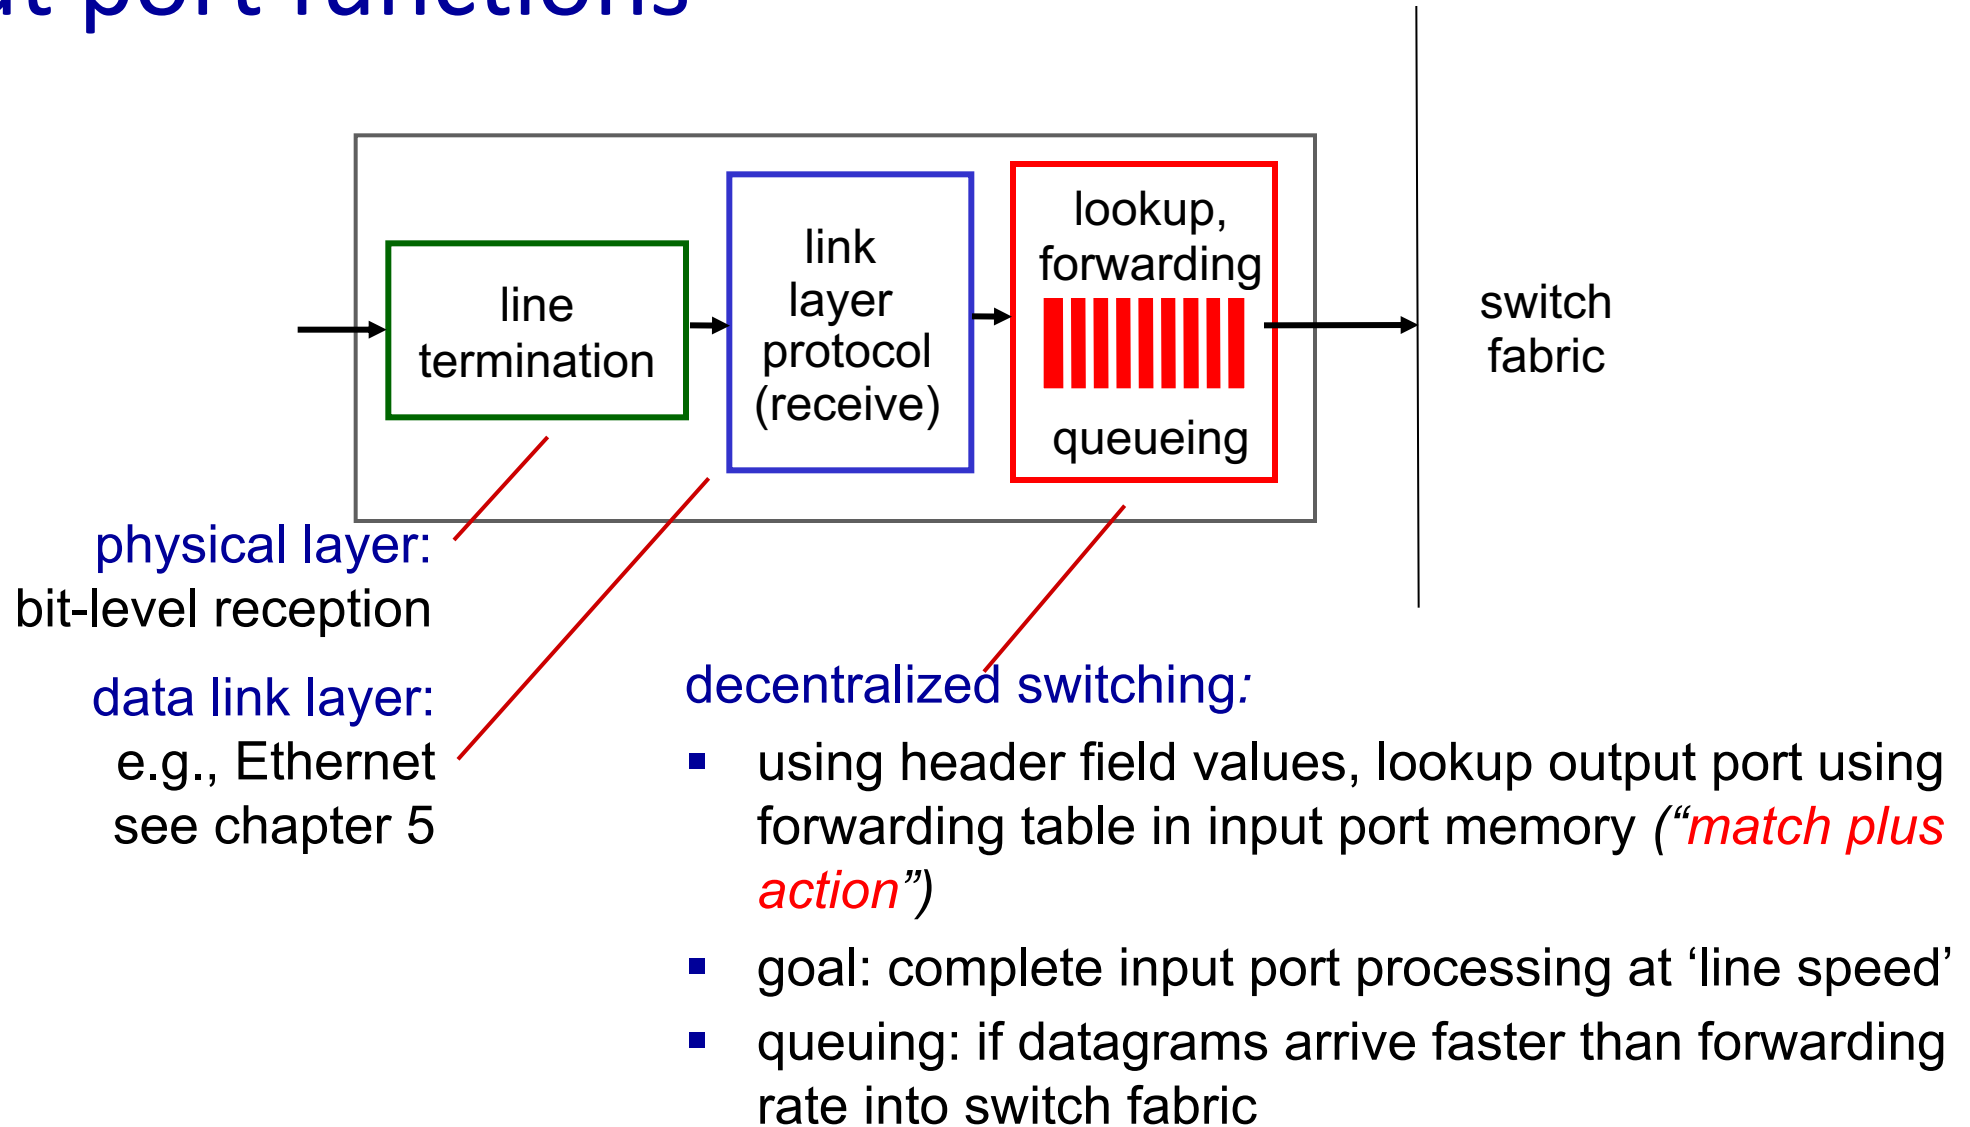 port functions
line
termination
link
layer
protocol
(receive)
lookup,
forwarding
queueing
switch
fabric
physical layer:
bit-level reception
data link layer:
e.g., Ethernet
see chapter 5
decentralized switching:
▪ using header field values, lookup output port using
forwarding table in input port memory (“match plus
action”)
▪ goal: complete input port processing at ‘line speed’
▪ queuing: if datagrams arrive faster than forwarding
rate into switch fabric